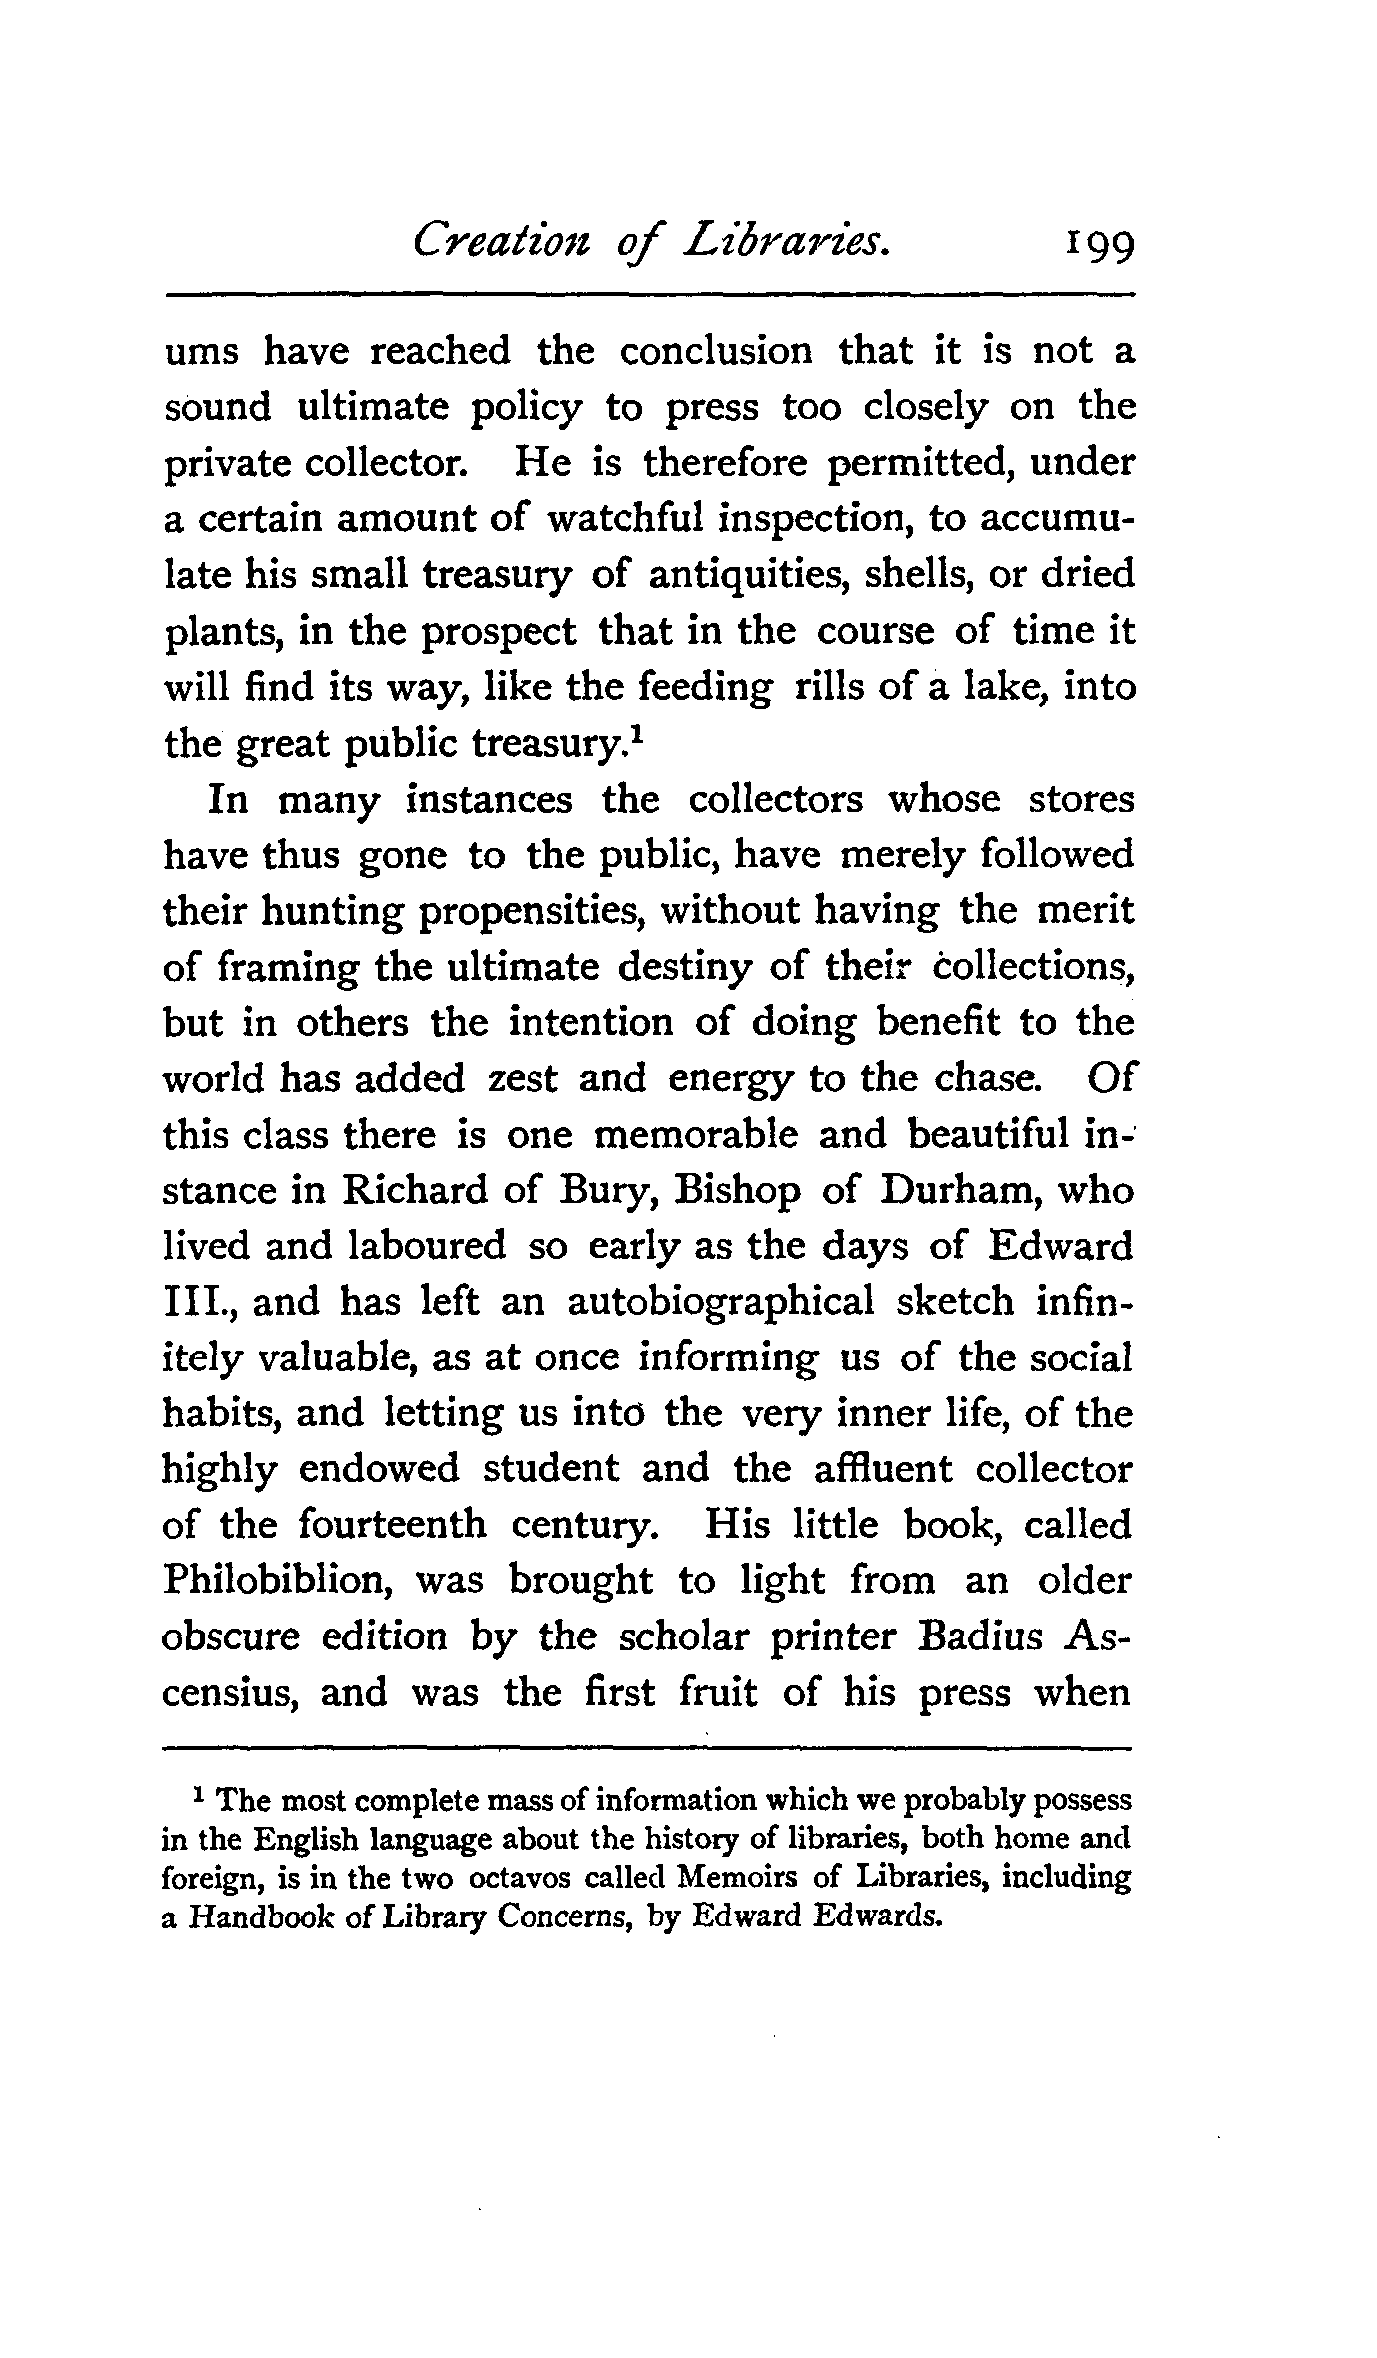 Creation of Libraries. 199
ums have reached the conclusion that it is not a
sound ultimate policy to press too closely on the
private collector. He is therefore permitted, under
a certain amount of watchful inspection, to accumu-
late his small treasury of antiquities, shells, or dried
plants, in the prospect that in the course of time it
will find its way, like the feeding rills of a lake, into
the great public treasury.¹
In many instances the collectors whose stores
have thus gone to the public, have merely followed
their hunting propensities, without having the merit
of framing the ultimate destiny of their collections,
but in others the intention of doing benefit to the
world has added zest and energy to the chase. Of
this class there is one memorable and beautiful in-
stance in Richard of Bury, Bishop of Durham, who
lived and laboured so early as the days of Edward
III., and has left an autobiographical sketch infin-
itely valuable, as at once informing us of the social
habits, and letting us into the very inner life, of the
highly endowed student and the affluent collector
of the fourteenth century. His little book, called
Philobiblion, was brought to light from an older
obscure edition by the scholar printer Badius As-
censius, and was the first fruit of his press when
¹ The most complete mass of information which we probably possess
in the English language about the history of libraries, both home and
foreign, is in the two octavos called Memoirs of Libraries, including
a Handbook of Library Concerns, by Edward Edwards.